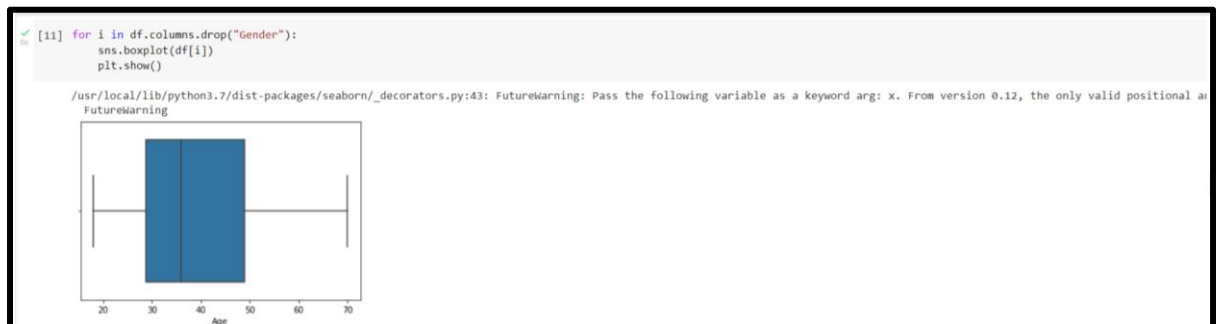 [11] for i in df.columns.drop("Gender"):
sns.boxplot(df[i])
plt.show()
/usr/local/lib/python3.7/dist-packages/seaborn/_decorators.py:43: FutureWarning: Pass the following variable as a keyword arg: x. From version 0.12, the only valid positional
FutureWarning
20 30 40 50 60 70
Age